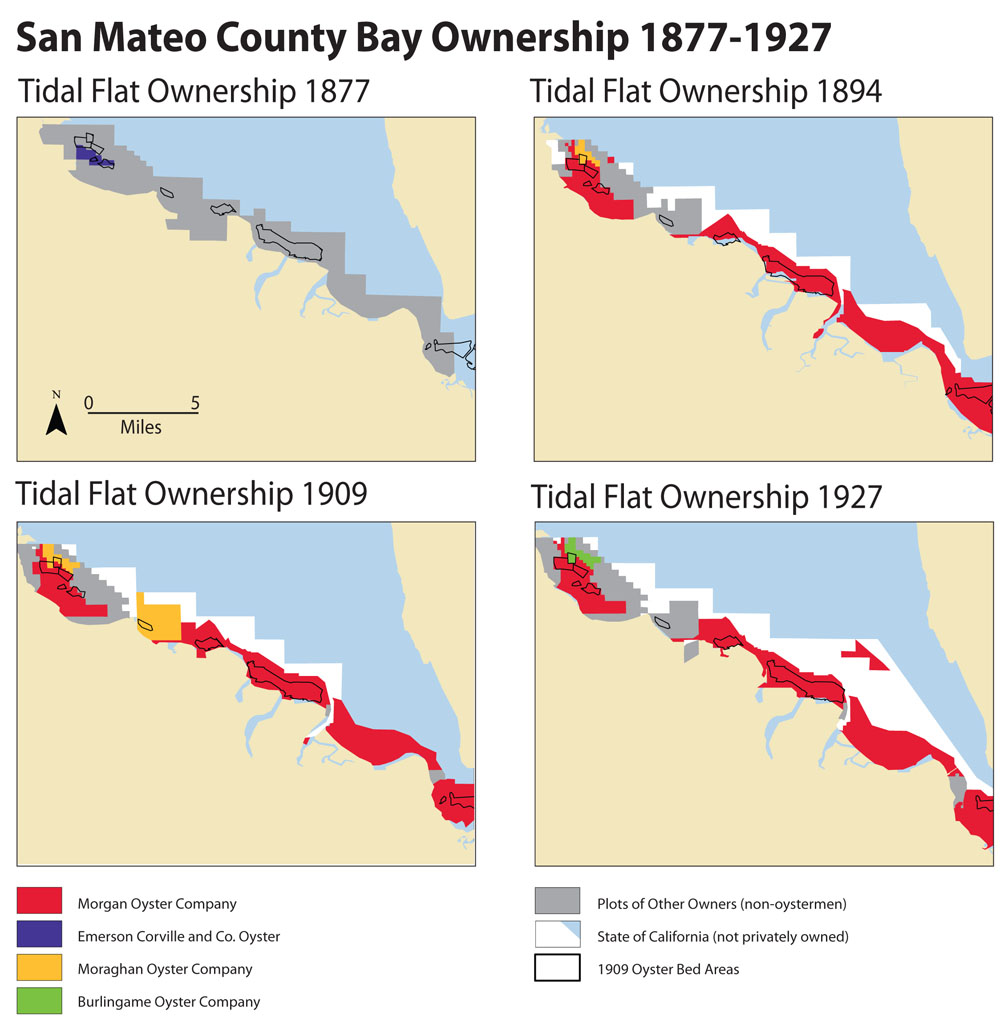 San Mateo County Bay Ownership 1877-1927
Tidal Flat Ownership 1877
Tidal Flat Ownership 1894
N
0 5
Miles
Tidal Flat Ownership 1909
Tidal Flat Ownership 1927
Morgan Oyster Company
Emerson Corville and Co. Oyster
Moraghan Oyster Company
Burlingame Oyster Company
Plots of Other Owners (non-oystermen)
State of California (not privately owned)
1909 Oyster Bed Areas